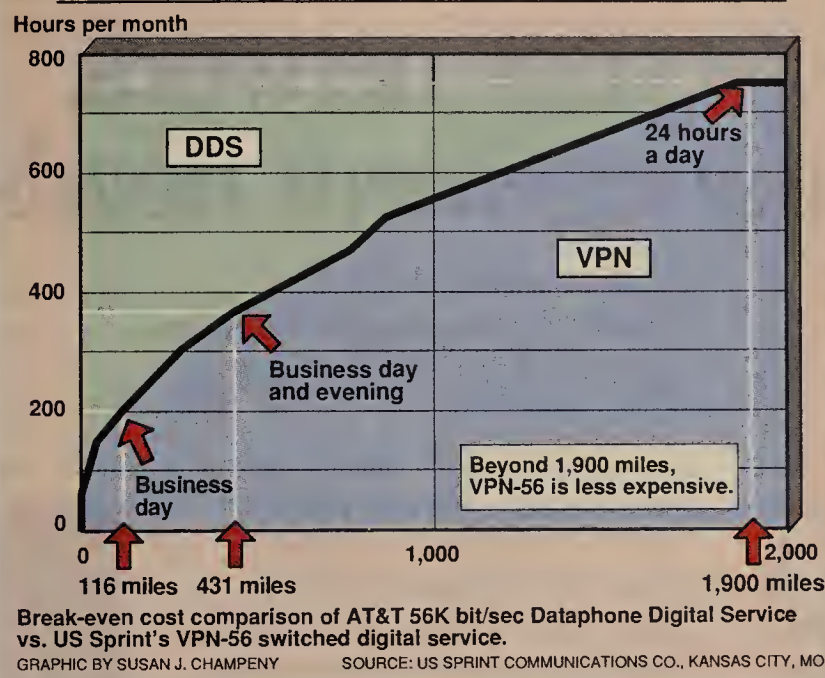 Hours per month
800
600
400
200
0
DDS
VPN
24 hours
a day
Business day
and evening
Business
day
Beyond 1,900 miles,
VPN-56 is less expensive.
0
1,000
2,000
116 miles
431 miles
1,900 miles
Break-even cost comparison of AT&T 56K bit/sec Dataphone Digital Service
vs. US Sprint's VPN-56 switched digital service.
GRAPHIC BY SUSAN J. CHAMPENY
SOURCE: US SPRINT COMMUNICATIONS CO., KANSAS CITY, MO